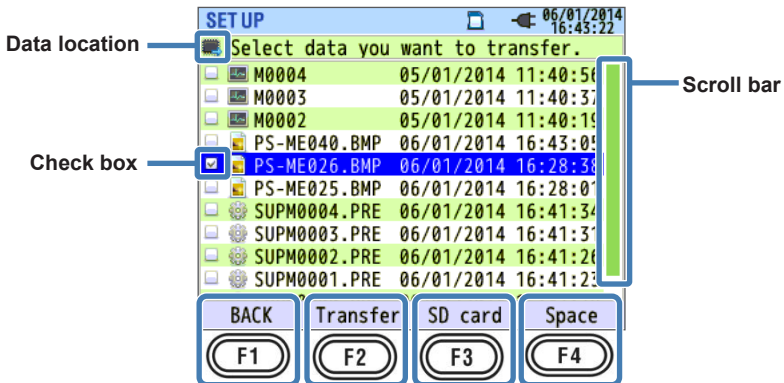 SET UP 06/01/2014
16:43:22
Data location
Select data you want to transfer.
M0004 05/01/2014 11:40:56
M0003 05/01/2014 11:40:37
Scroll bar
M0002 05/01/2014 11:40:19
PS-ME040.BMP 06/01/2014 16:43:05
Check box
PS-ME026.BMP 06/01/2014 16:28:38
PS-ME025.BMP 06/01/2014 16:28:01
SUPM0004.PRE 06/01/2014 16:41:34
SUPM0003.PRE 06/01/2014 16:41:31
SUPM0002.PRE 06/01/2014 16:41:26
SUPM0001.PRE 06/01/2014 16:41:23
BACK Transfer SD card Space
F1 F2 F3 F4